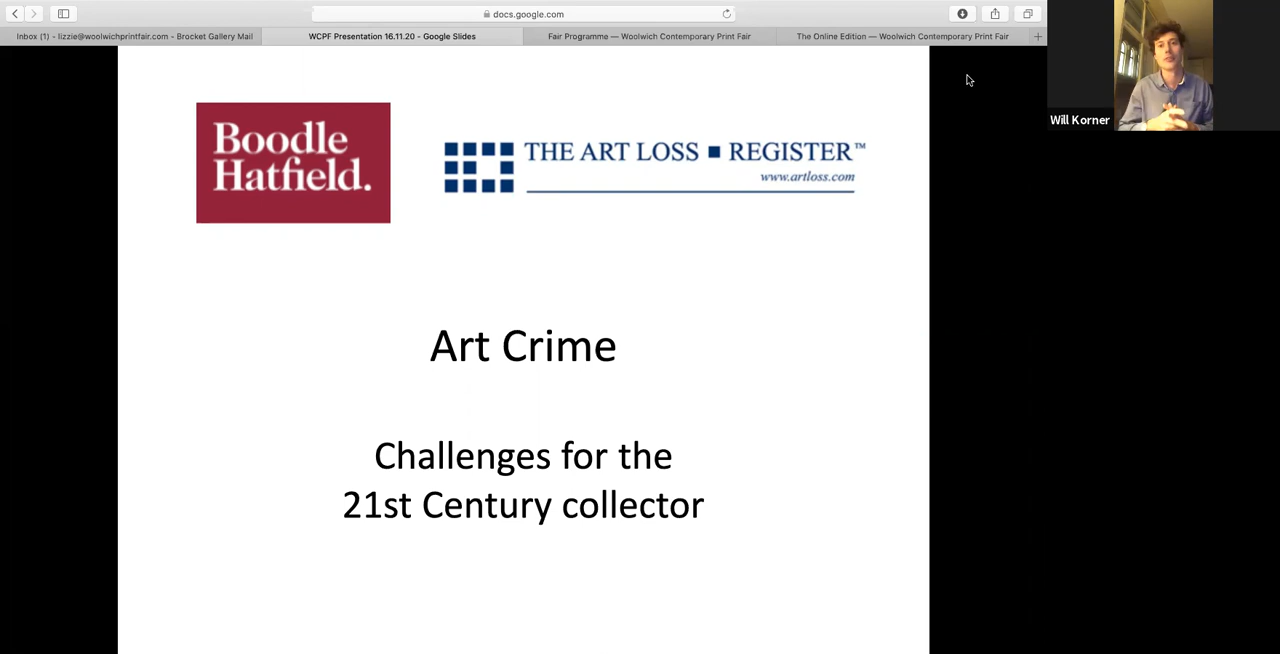 docs.google.com
Inbox (1) - lizzie@woolwichprintfair.com - Brocket Gallery Mail
WCPF Presentation 16.11.20 - Google Slides
Fair Programme — Woolwich Contemporary Print Fair
The Online Edition — Woolwich Contemporary Print Fair
Will Korner
Boodle
Hatfield.
THE ART LOSS ■ REGISTER™
www.artloss.com
Art Crime
Challenges for the
21st Century collector